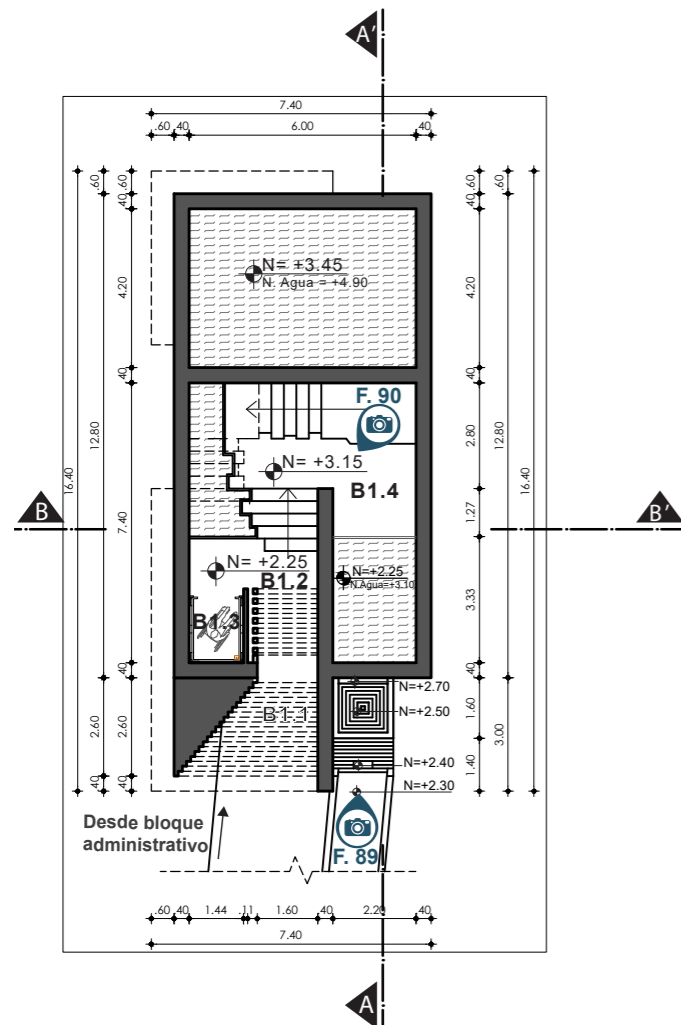 A'
7.40
.60
.40
6.00
.40
.60
.60
.60
.60
.40
.40
N= +3.45
N. Agua = +4.90
4.20
4.20
.40
.40
F. 90
N= +3.15
B1.4
2.80
12.80
12.80
16.40
16.40
B
B'
7.40
1.27
N= +2.25
B1.2
N=+2.25
N.Agua=+3.10
B1.3
3.33
.40
.40
N=+2.70
N=+2.50
B1.1
2.60
2.60
1.60
3.00
N=+2.40
1.40
N=+2.30
.40
.40
Desde bloque
administrativo
F. 89
.60
.40
1.44
.11
1.60
.40
2.20
.40
7.40
A